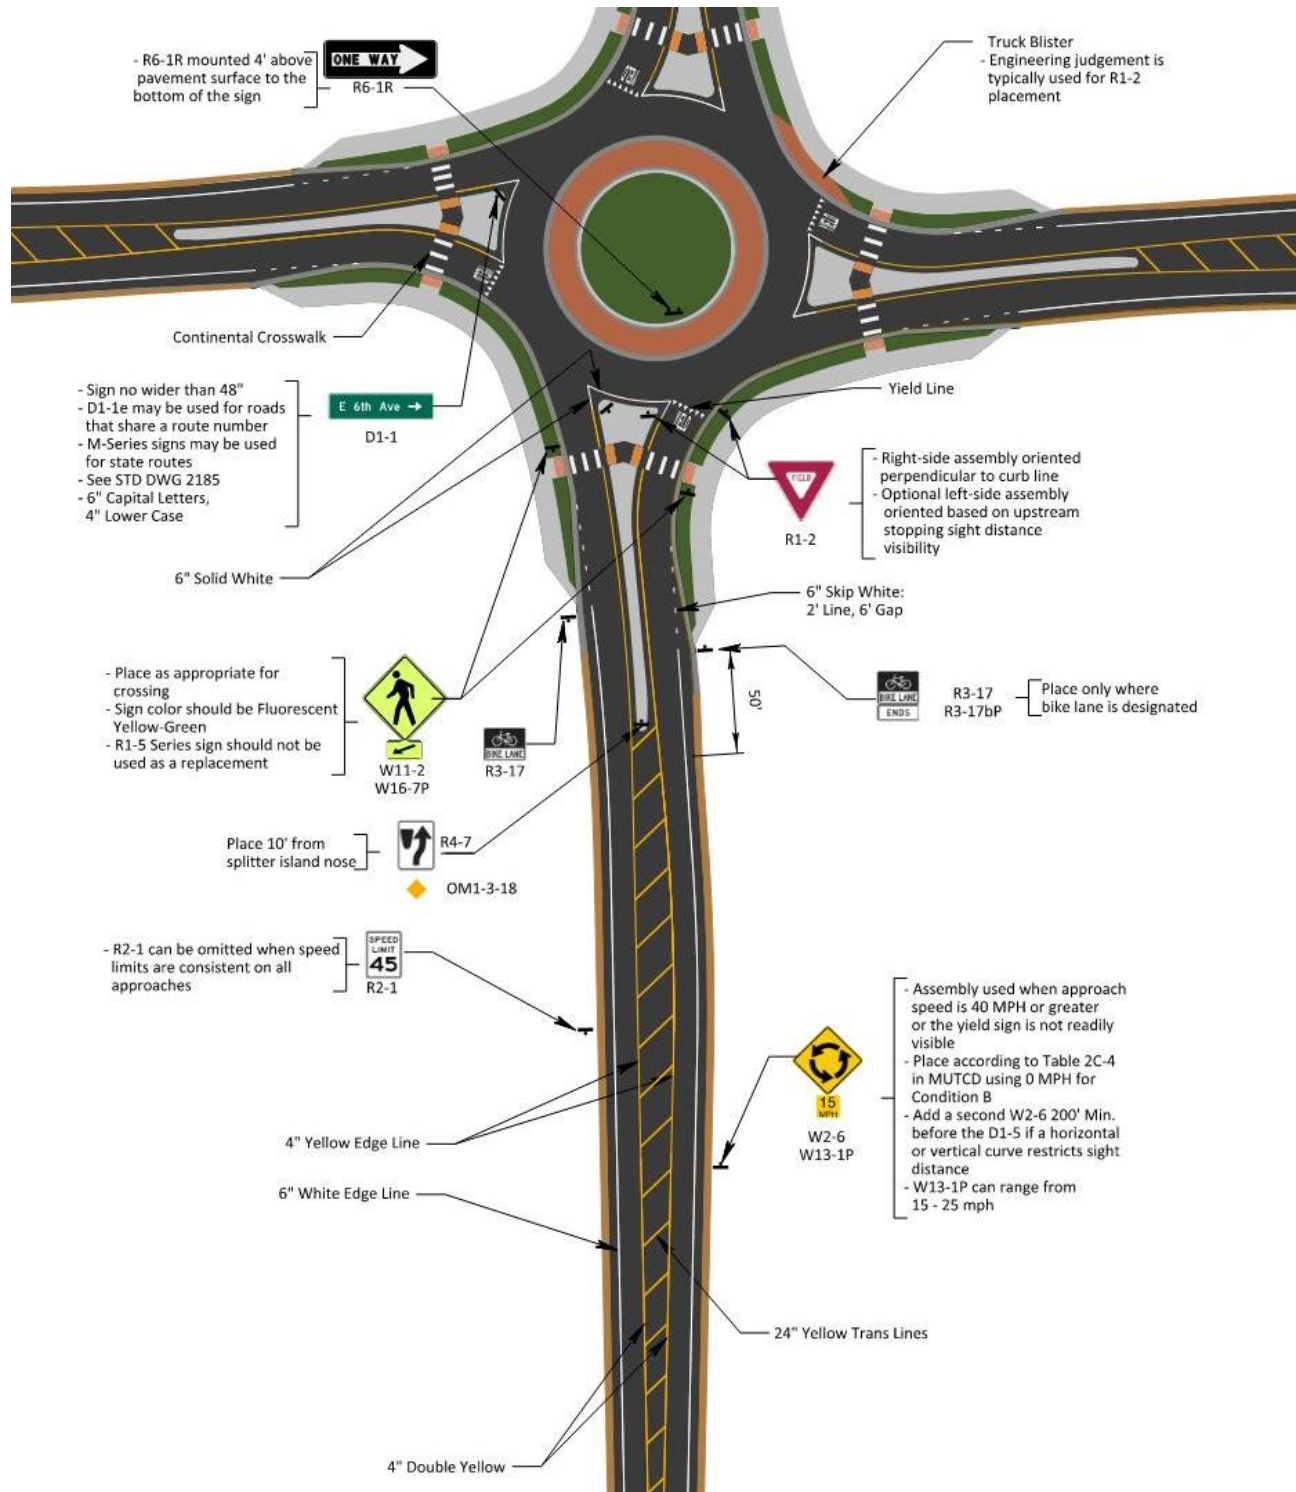 - R6-1R mounted 4' above
pavement surface to the
bottom of the sign
ONE WAY
R6-1R
Truck Blister
- Engineering judgement is
typically used for R1-2
placement
Continental Crosswalk
- Sign no wider than 48"
- D1-1e may be used for roads
that share a route number
- M-Series signs may be used
for state routes
- See STD DWG 2185
- 6" Capital Letters,
4" Lower Case
E 6th Ave →
D1-1
Yield Line
YIELD
R1-2
- Right-side assembly oriented
perpendicular to curb line
- Optional left-side assembly
oriented based on upstream
stopping sight distance
visibility
6" Solid White
6" Skip White:
2' Line, 6' Gap
- Place as appropriate for
crossing
- Sign color should be Fluorescent
Yellow-Green
- R1-5 Series sign should not be
used as a replacement
W11-2
W16-7P
BIKE LANE
R3-17
50'
BIKE LANE
ENDS
R3-17
R3-17bP
Place only where
bike lane is designated
Place 10' from
splitter island nose
R4-7
OM1-3-18
- R2-1 can be omitted when speed
limits are consistent on all
approaches
SPEED
LIMIT
45
R2-1
15
MPH
W2-6
W13-1P
- Assembly used when approach
speed is 40 MPH or greater
or the yield sign is not readily
visible
- Place according to Table 2C-4
in MUTCD using 0 MPH for
Condition B
- Add a second W2-6 200' Min.
before the D1-5 if a horizontal
or vertical curve restricts sight
distance
- W13-1P can range from
15 - 25 mph
4" Yellow Edge Line
6" White Edge Line
24" Yellow Trans Lines
4" Double Yellow